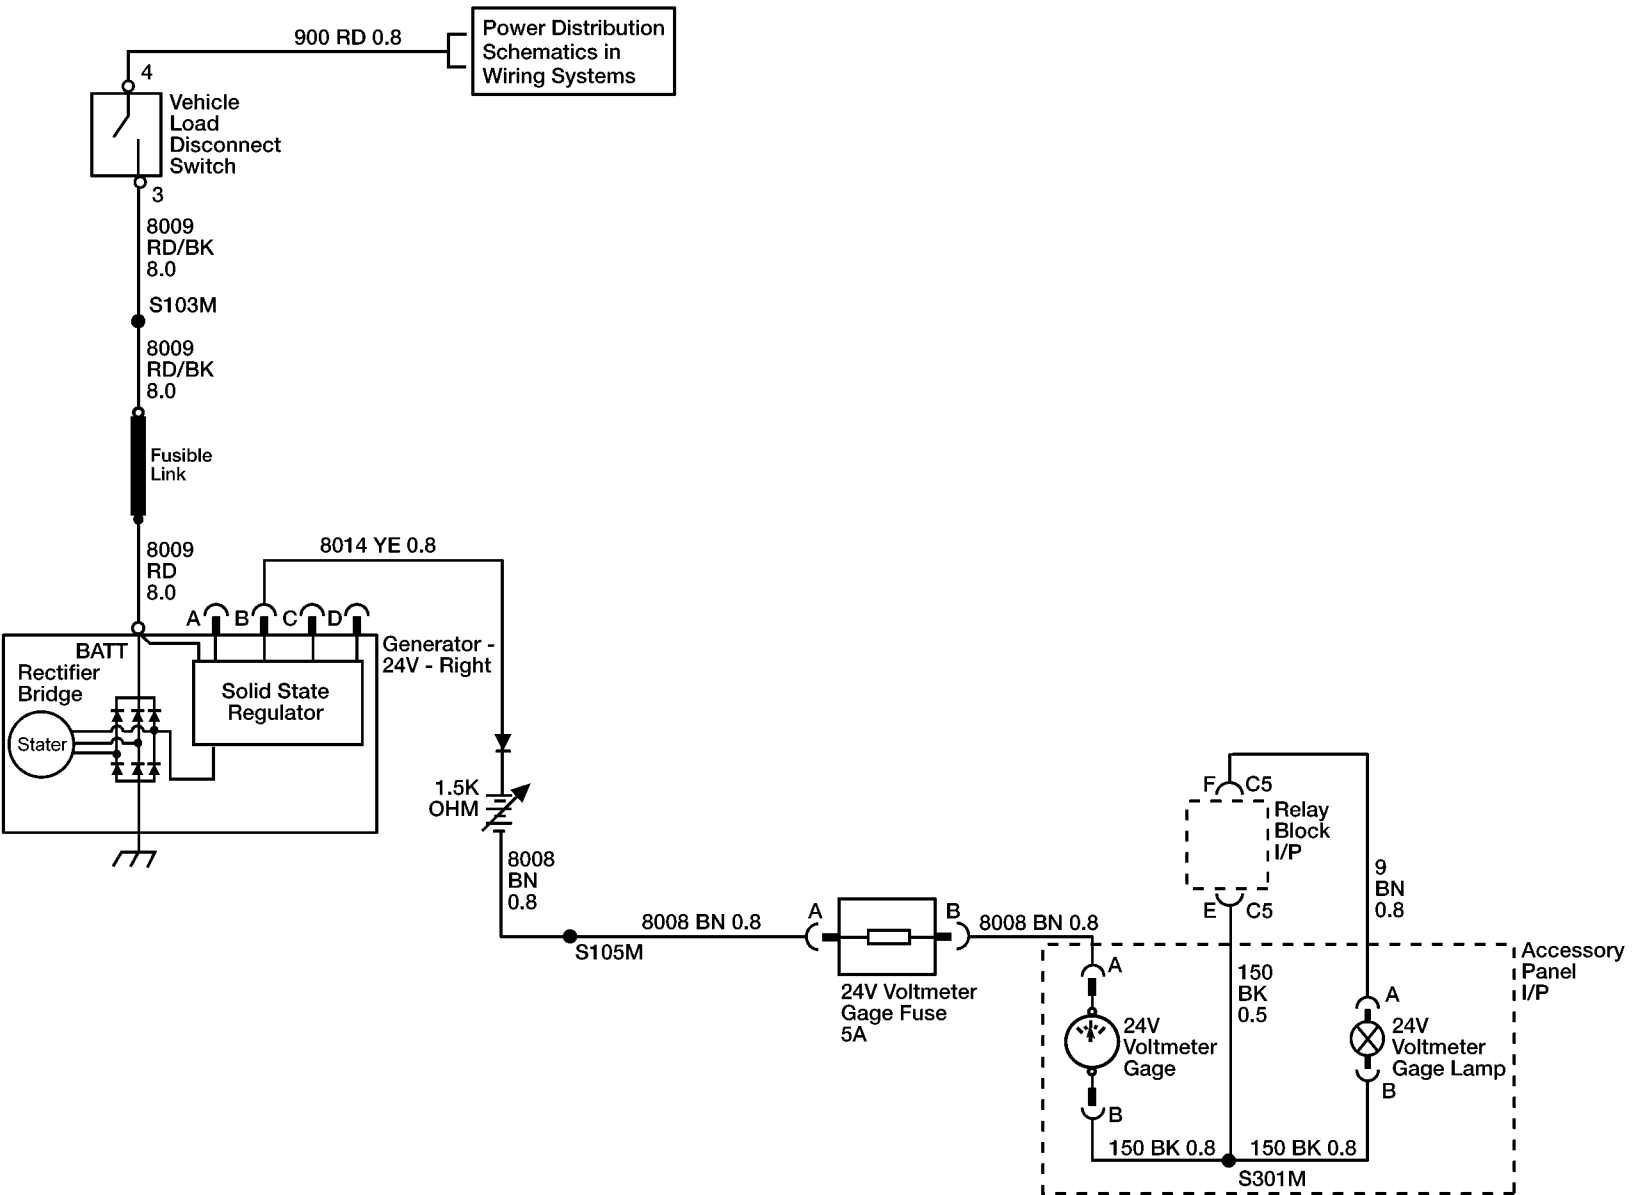 900 RD 0.8
Power Distribution
Schematics in
Wiring Systems
4
Vehicle
Load
Disconnect
Switch
3
8009
RD/BK
8.0
S103M
8009
RD/BK
8.0
Fusible
Link
8009
RD
8.0
8014 YE 0.8
A
B
C
D
BATT
Rectifier
Bridge
Stater
Solid State
Regulator
Generator -
24V - Right
1.5K
OHM
8008
BN
0.8
S105M
8008 BN 0.8
A
B
24V Voltmeter
Gage Fuse
5A
8008 BN 0.8
F
C5
Relay
Block
I/P
E
C5
9
BN
0.8
Accessory
Panel
I/P
A
24V
Voltmeter
Gage
B
150
BK
0.5
A
24V
Voltmeter
Gage Lamp
B
150 BK 0.8
150 BK 0.8
S301M